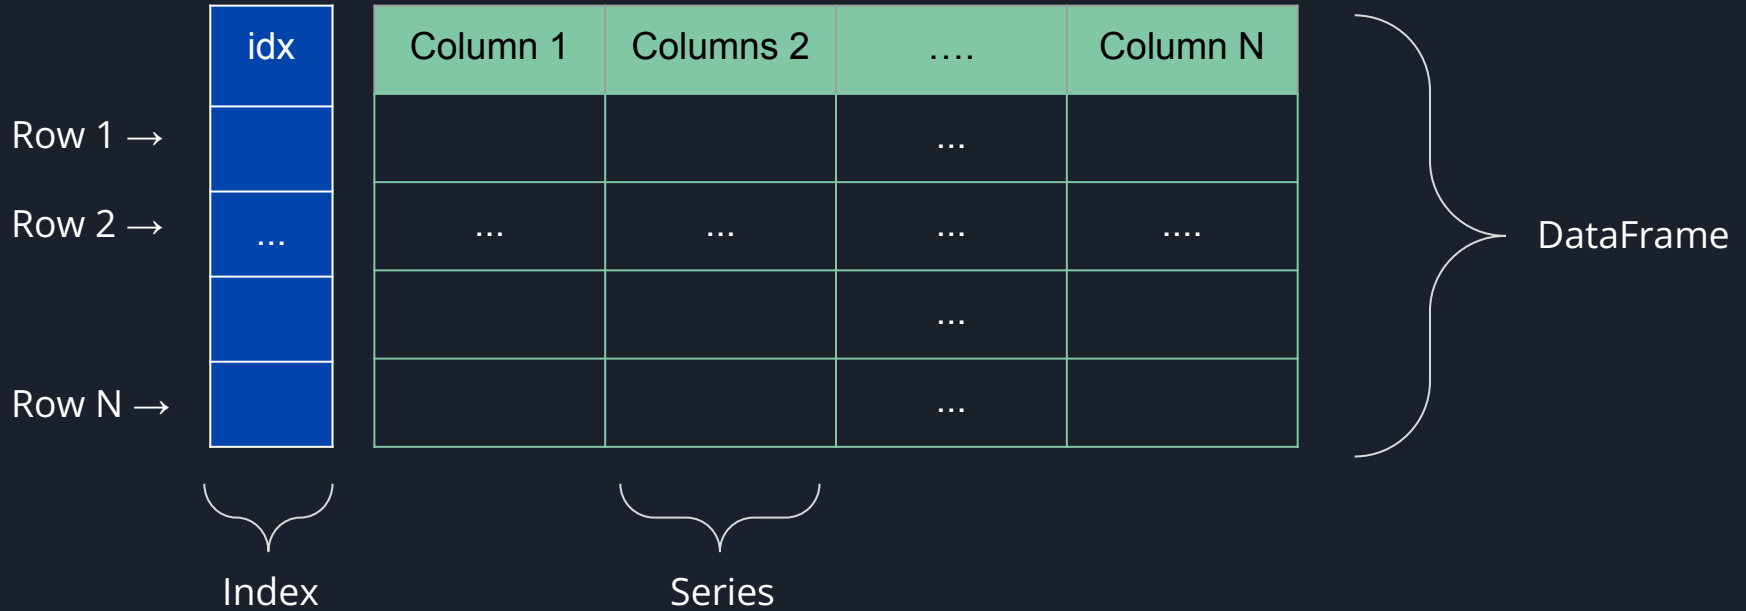 idx Column 1 Columns 2 .... Column N
Row 1 → ...
Row 2 → ... ... ... ... ....
...
Row N → ...
DataFrame
Index Series